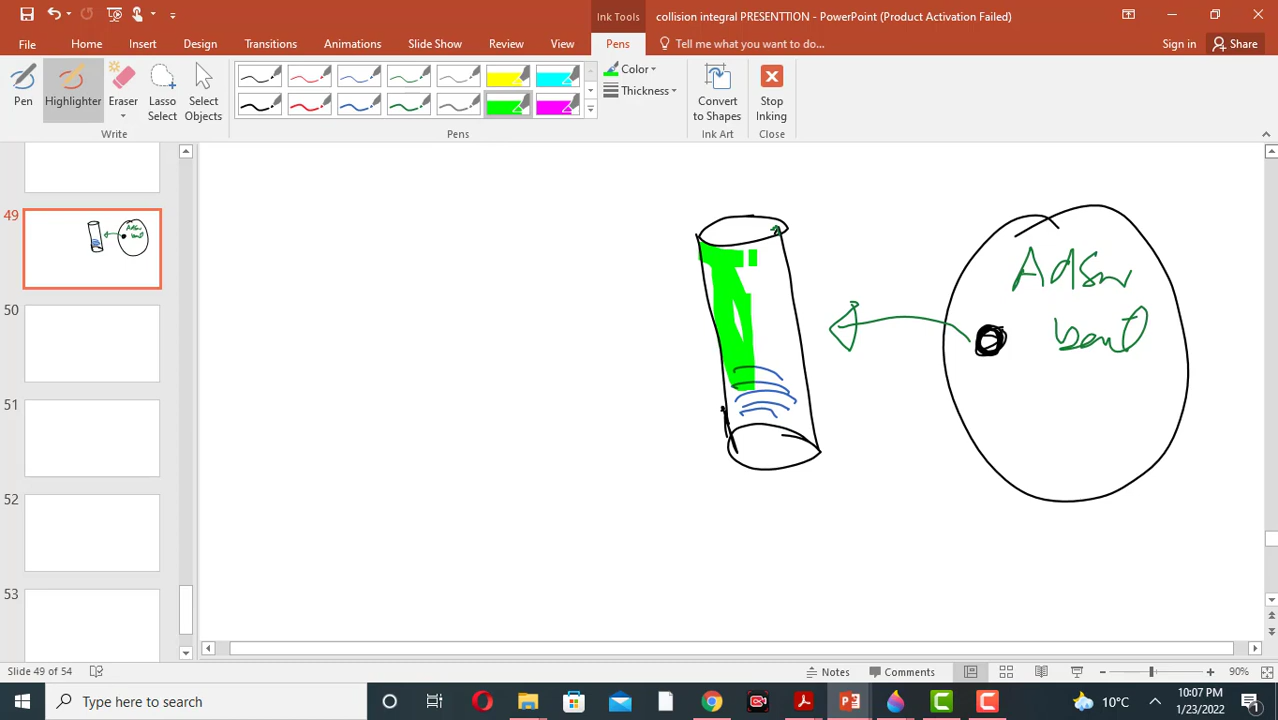 Ink Tools
collision integral PRESENTTION - PowerPoint (Product Activation Failed)
File Home Insert Design Transitions Animations Slide Show Review View Pens Tell me what you want to do... Sign in Share
Pen Highlighter Eraser Lasso Select Select Objects
Color
Thickness
Convert to Shapes
Stop Inking
Write Pens Ink Art Close
49
50
51
52
53
Slide 49 of 54 Notes Comments 90%
Type here to search
10°C
10:07 PM
1/23/2022